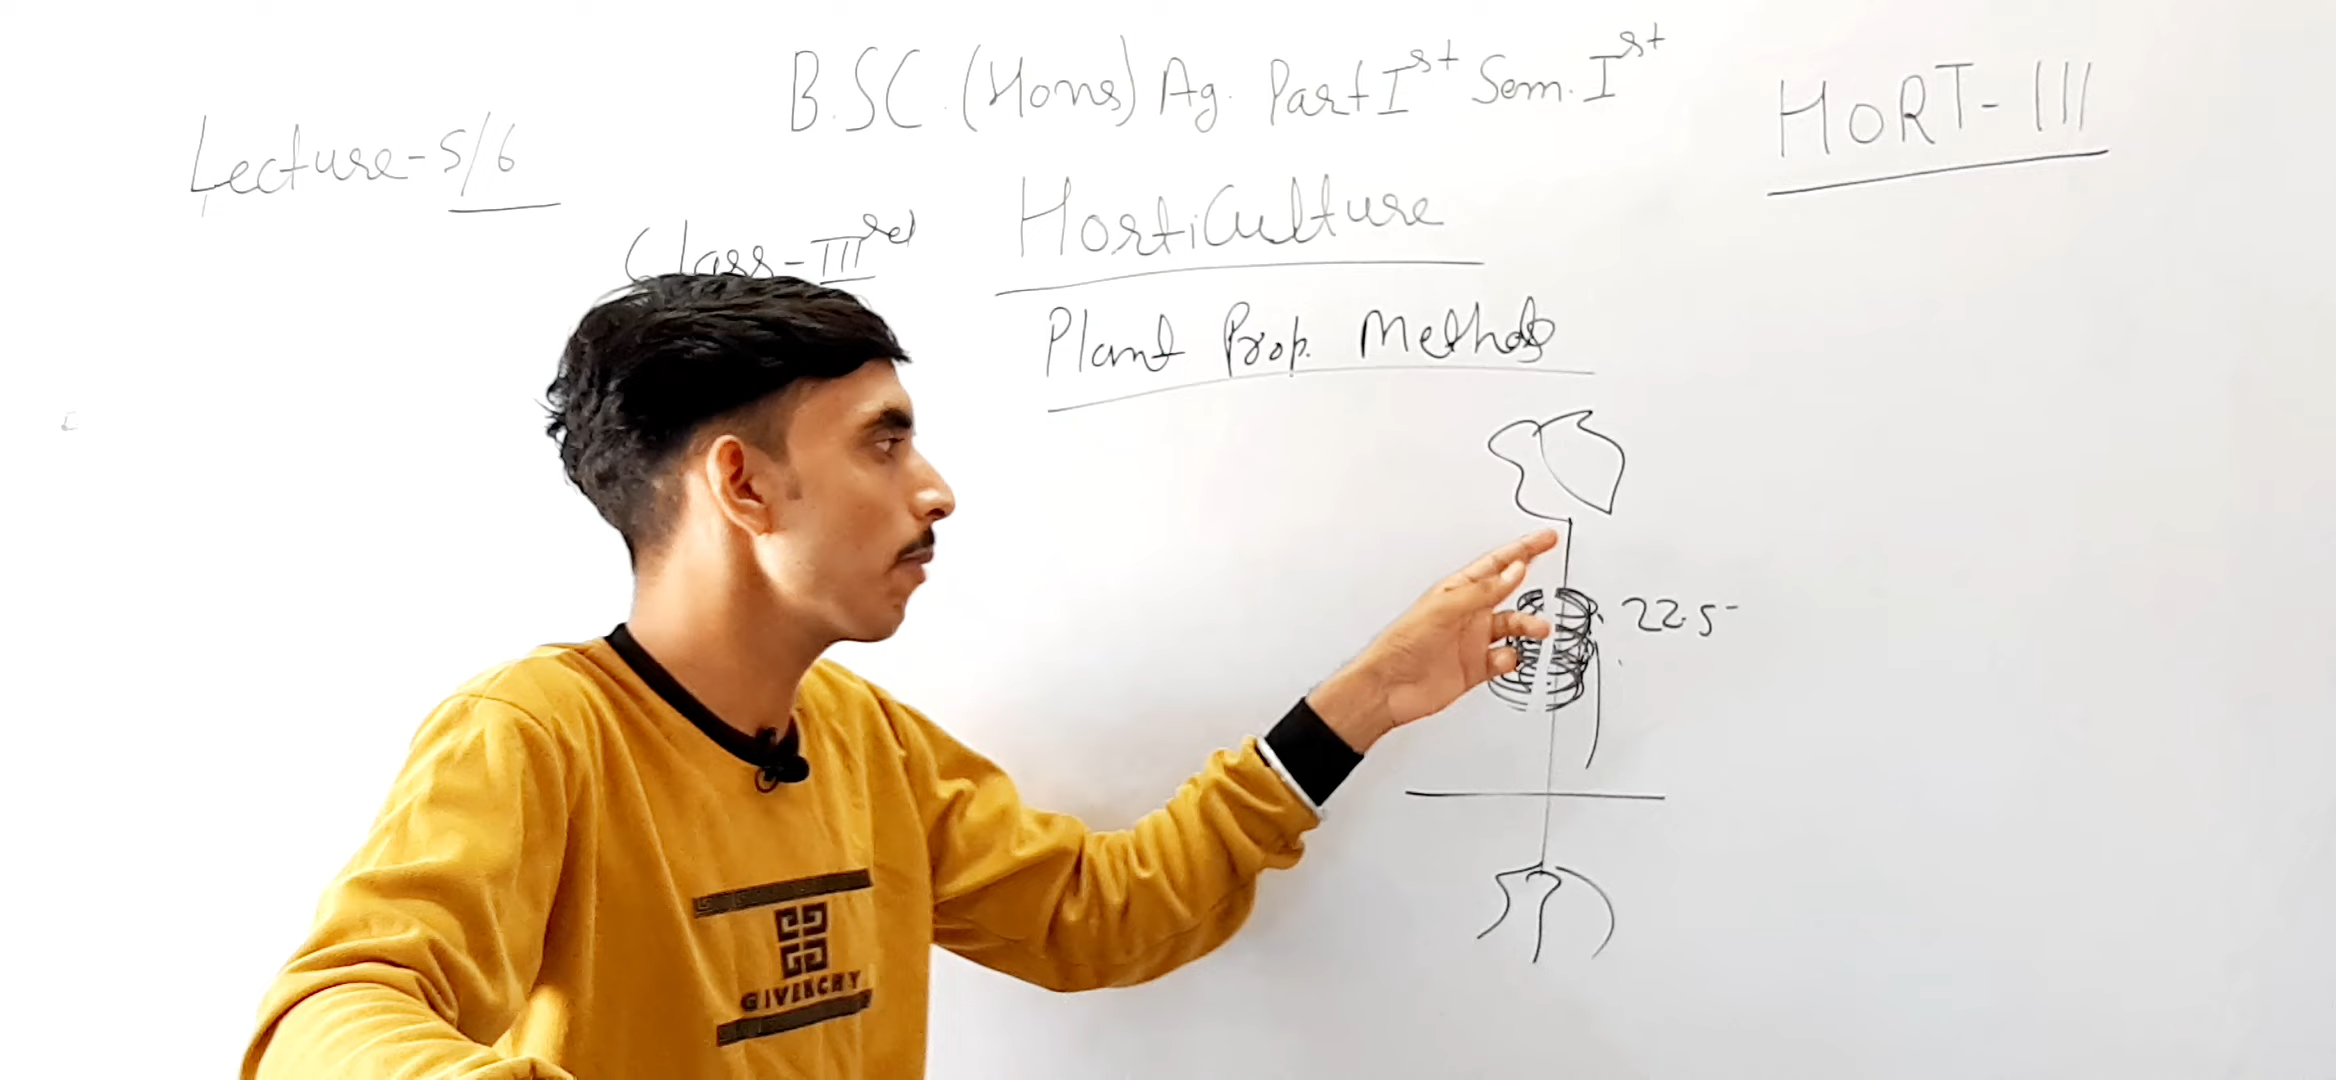 B.SC. (Hons) Ag. Part Ist Sem. Ist
HORT-III
Lecture-5/6
Class-IIIrd
Horticulture
Plant Prop. Methods
22.5
GIVENCHY